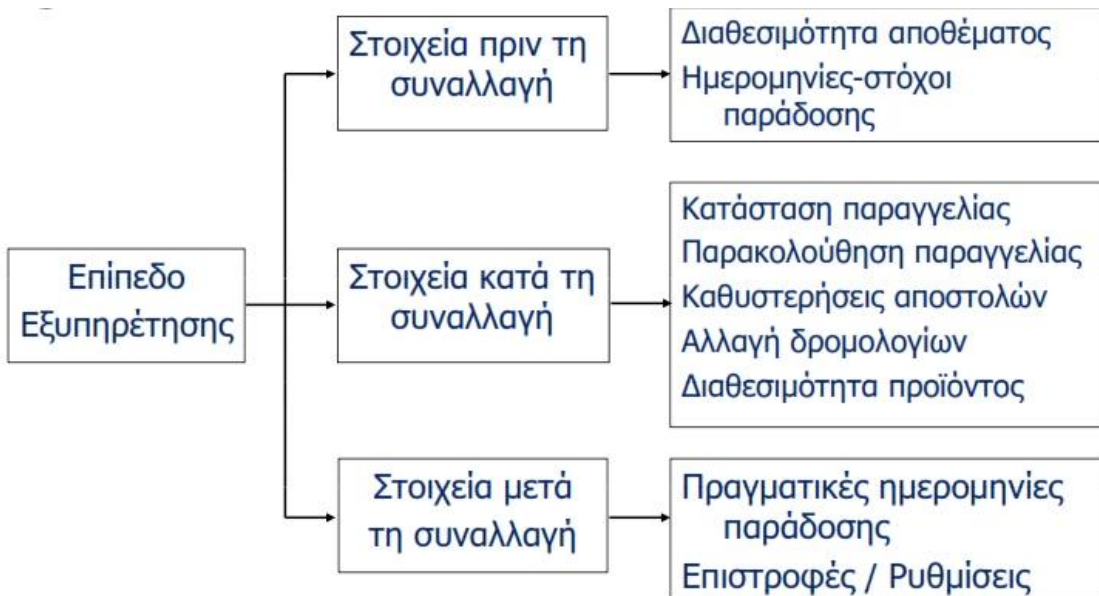 Στοιχεία πριν τη
συναλλαγή
Διαθεσιμότητα αποθέματος
Ημερομηνίες-στόχοι
παράδοσης
Επίπεδο
Εξυπηρέτησης
Στοιχεία κατά τη
συναλλαγή
Κατάσταση παραγγελίας
Παρακολούθηση παραγγελίας
Καθυστερήσεις αποστολών
Αλλαγή δρομολογίων
Διαθεσιμότητα προϊόντος
Στοιχεία μετά
τη συναλλαγή
Πραγματικές ημερομηνίες
παράδοσης
Επιστροφές / Ρυθμίσεις